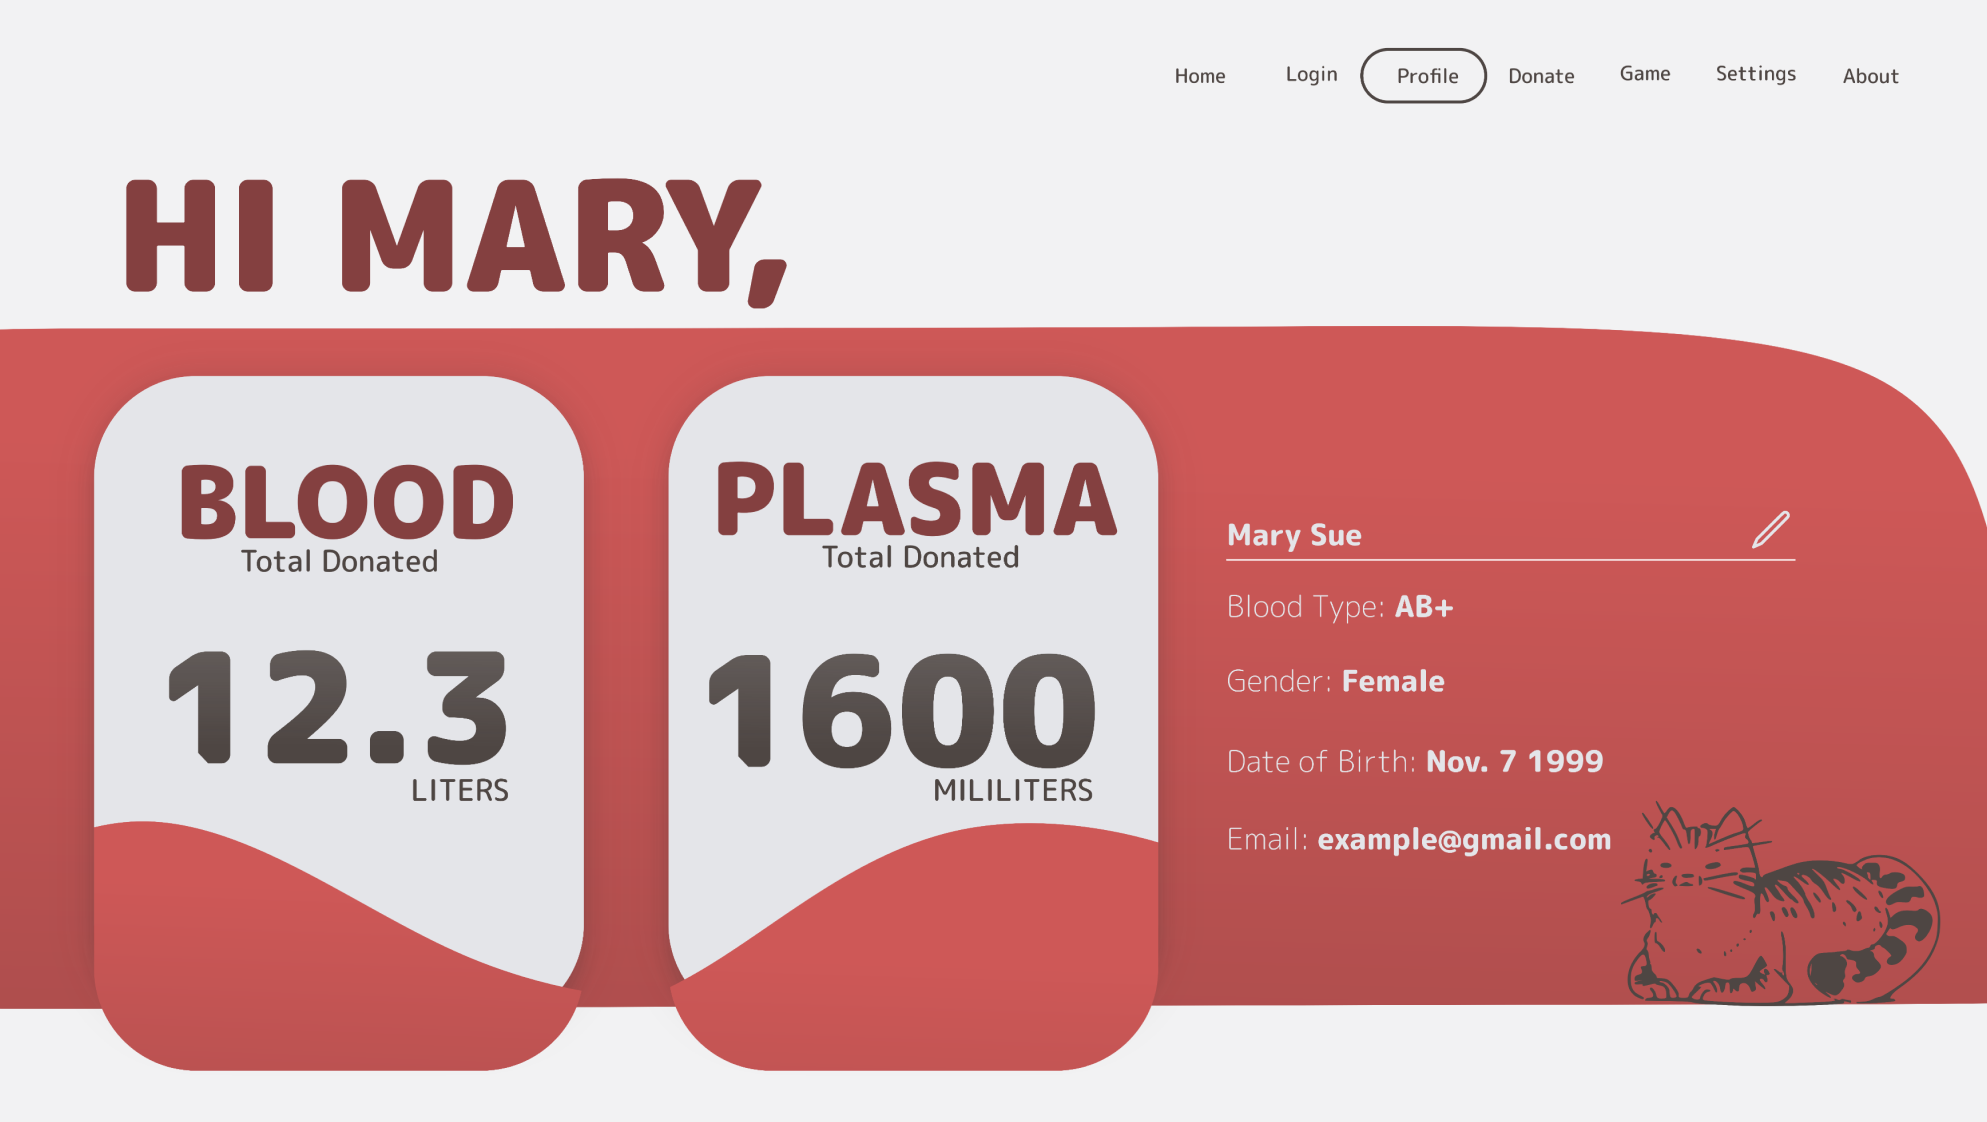 Home Login Profile Donate Game Settings About
HI MARY,
BLOOD
Total Donated
12.3
LITERS
PLASMA
Total Donated
1600
MILILITERS
Mary Sue
Blood Type: AB+
Gender: Female
Date of Birth: Nov. 7 1999
Email: example@gmail.com